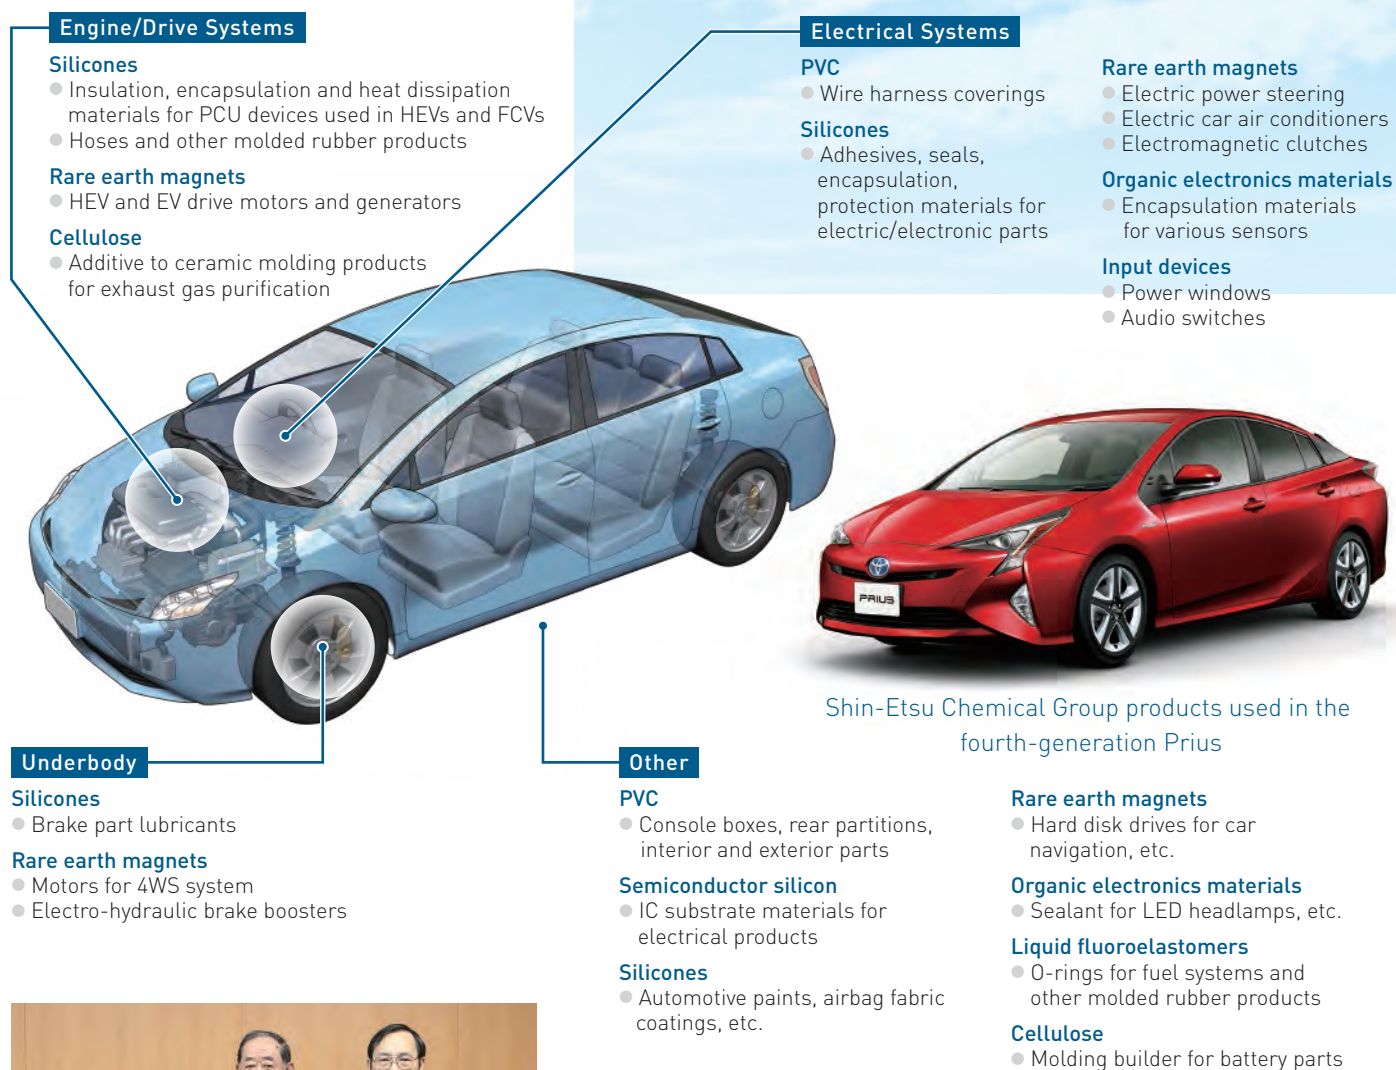 Engine/Drive Systems
Silicones
● Insulation, encapsulation and heat dissipation
materials for PCU devices used in HEVs and FCVs
● Hoses and other molded rubber products
Rare earth magnets
● HEV and EV drive motors and generators
Cellulose
● Additive to ceramic molding products
for exhaust gas purification
Electrical Systems
PVC
● Wire harness coverings
Silicones
● Adhesives, seals,
encapsulation,
protection materials for
electric/electronic parts
Rare earth magnets
● Electric power steering
● Electric car air conditioners
● Electromagnetic clutches
Organic electronics materials
● Encapsulation materials
for various sensors
Input devices
● Power windows
● Audio switches
PRIUS
Shin-Etsu Chemical Group products used in the
fourth-generation Prius
Underbody
Silicones
● Brake part lubricants
Rare earth magnets
● Motors for 4WS system
● Electro-hydraulic brake boosters
Other
PVC
● Console boxes, rear partitions,
interior and exterior parts
Semiconductor silicon
● IC substrate materials for
electrical products
Silicones
● Automotive paints, airbag fabric
coatings, etc.
Rare earth magnets
● Hard disk drives for car
navigation, etc.
Organic electronics materials
● Sealant for LED headlamps, etc.
Liquid fluoroelastomers
● O-rings for fuel systems and
other molded rubber products
Cellulose
● Molding builder for battery parts